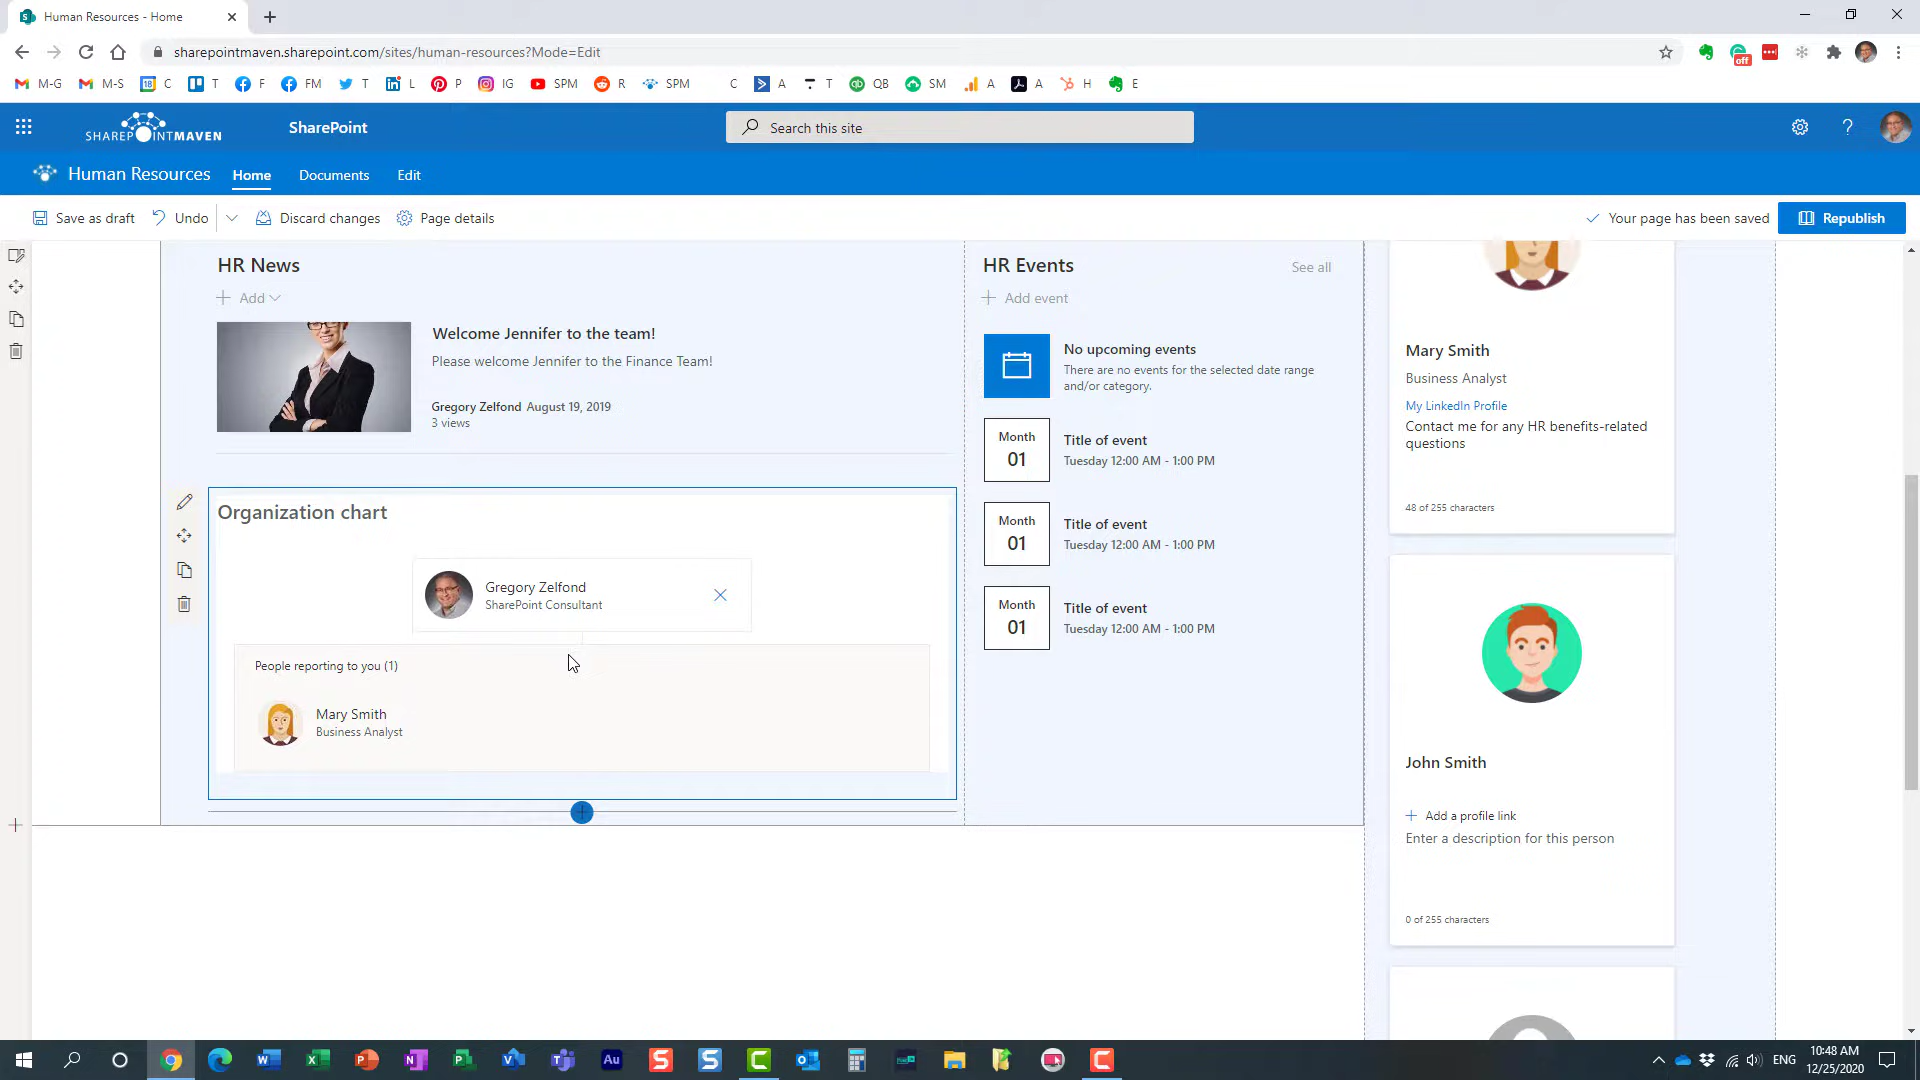 Human Resources - Home
sharepointmaven.sharepoint.com/sites/human-resources?Mode=Edit
off
M-G M-S C T F FM T L P IG SPM R SPM C A T QB SM A A H E
SHAREPOINTMAVEN
SharePoint
Search this site
Human Resources Home Documents Edit
Save as draft Undo Discard changes Page details Your page has been saved Republish
HR News
Add
Welcome Jennifer to the team!
Please welcome Jennifer to the Finance Team!
Gregory Zelfond August 19, 2019
3 views
Organization chart
Gregory Zelfond
SharePoint Consultant
People reporting to you (1)
Mary Smith
Business Analyst
HR Events See all
Add event
No upcoming events
There are no events for the selected date range
and/or category.
Month
01
Title of event
Tuesday 12:00 AM - 1:00 PM
Month
01
Title of event
Tuesday 12:00 AM - 1:00 PM
Month
01
Title of event
Tuesday 12:00 AM - 1:00 PM
Mary Smith
Business Analyst
My LinkedIn Profile
Contact me for any HR benefits-related
questions
48 of 255 characters
John Smith
Add a profile link
Enter a description for this person
0 of 255 characters
ENG
10:48 AM
12/25/2020